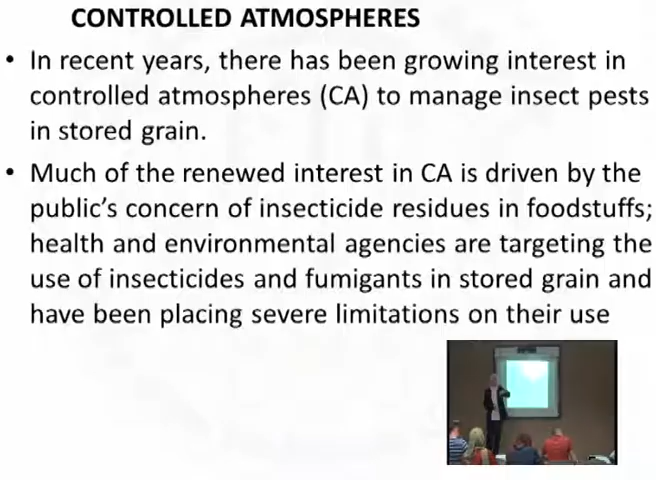 CONTROLLED ATMOSPHERES
• In recent years, there has been growing interest in
controlled atmospheres (CA) to manage insect pests
in stored grain.
• Much of the renewed interest in CA is driven by the
public's concern of insecticide residues in foodstuffs;
health and environmental agencies are targeting the
use of insecticides and fumigants in stored grain and
have been placing severe limitations on their use